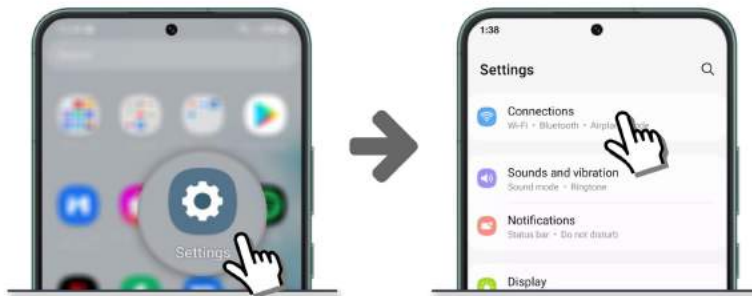 Settings
1:38
Settings
Connections
Wi-Fi • Bluetooth •
Sounds and vibration
Sound mode • Ringtone
Notifications
Status bar • Do not disturb
Display